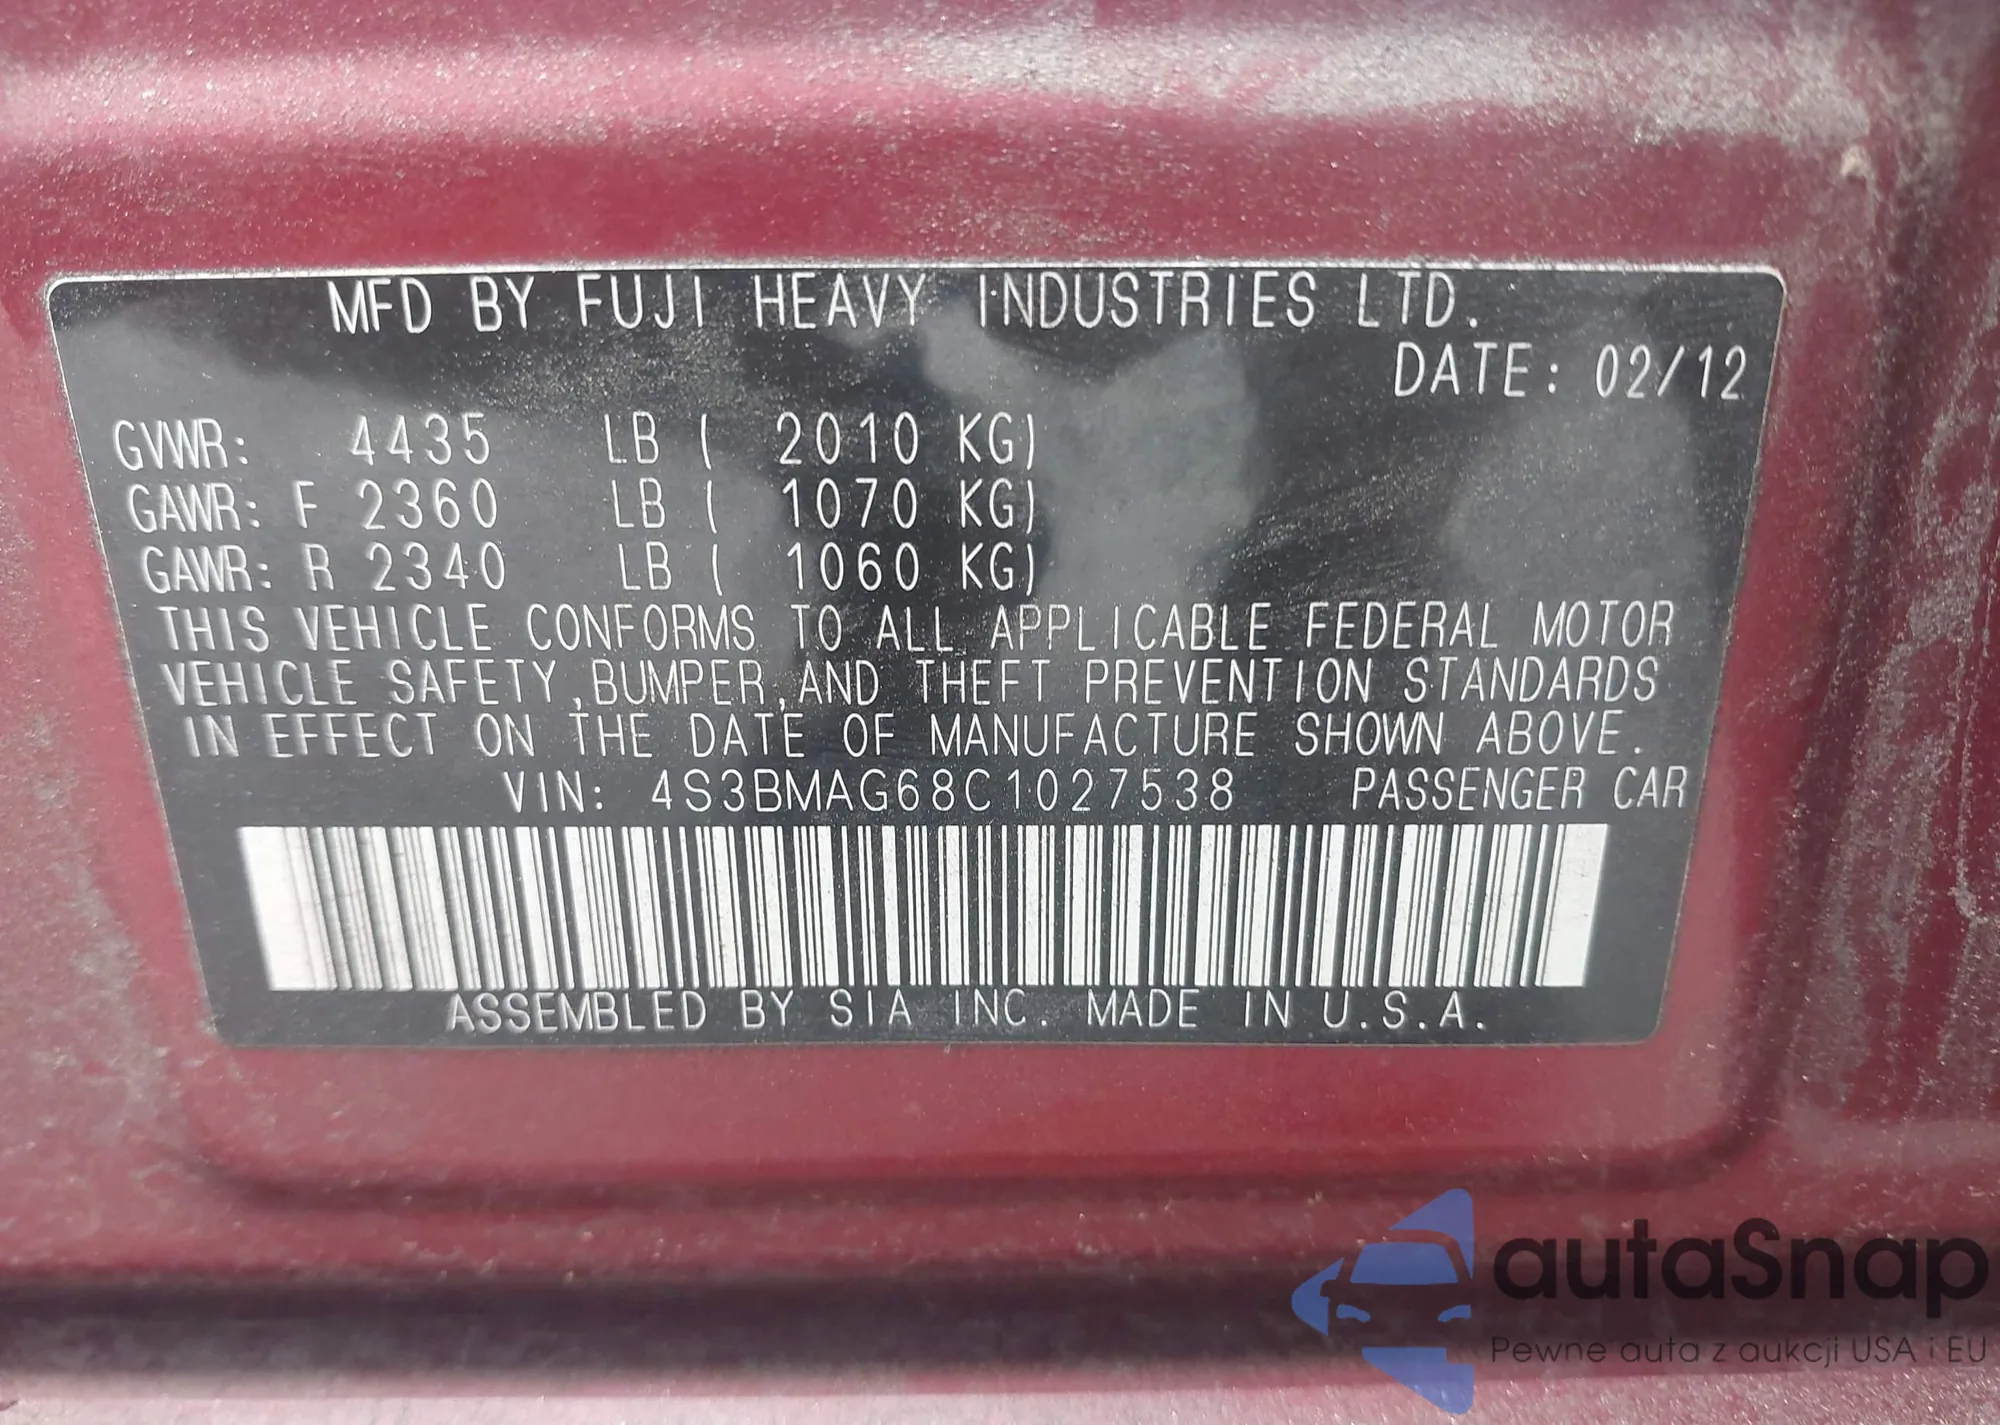 MFD BY FUJI HEAVY INDUSTRIES LTD.
DATE: 02/12
GVWR: 4435 LB ( 2010 KG)
GAWR: F 2360 LB ( 1070 KG)
GAWR: R 2340 LB ( 1060 KG)
THIS VEHICLE CONFORMS TO ALL APPLICABLE FEDERAL MOTOR
VEHICLE SAFETY,BUMPER,AND THEFT PREVENTION STANDARDS
IN EFFECT ON THE DATE OF MANUFACTURE SHOWN ABOVE.
VIN: 4S3BMAG68C1027538 PASSENGER CAR
ASSEMBLED BY SIA INC. MADE IN U.S.A.
autaSnap
Pewne auta z aukcji USA i EU